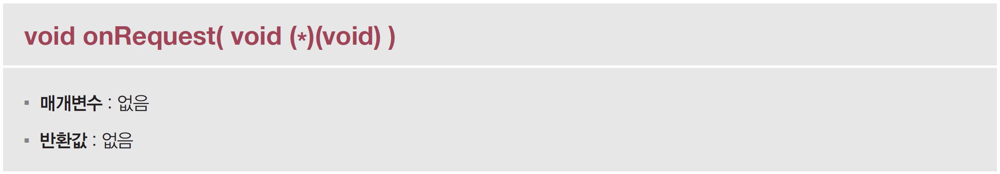 void onRequest( void (*)(void) )
▪ 매개변수 : 없음
▪ 반환값 : 없음